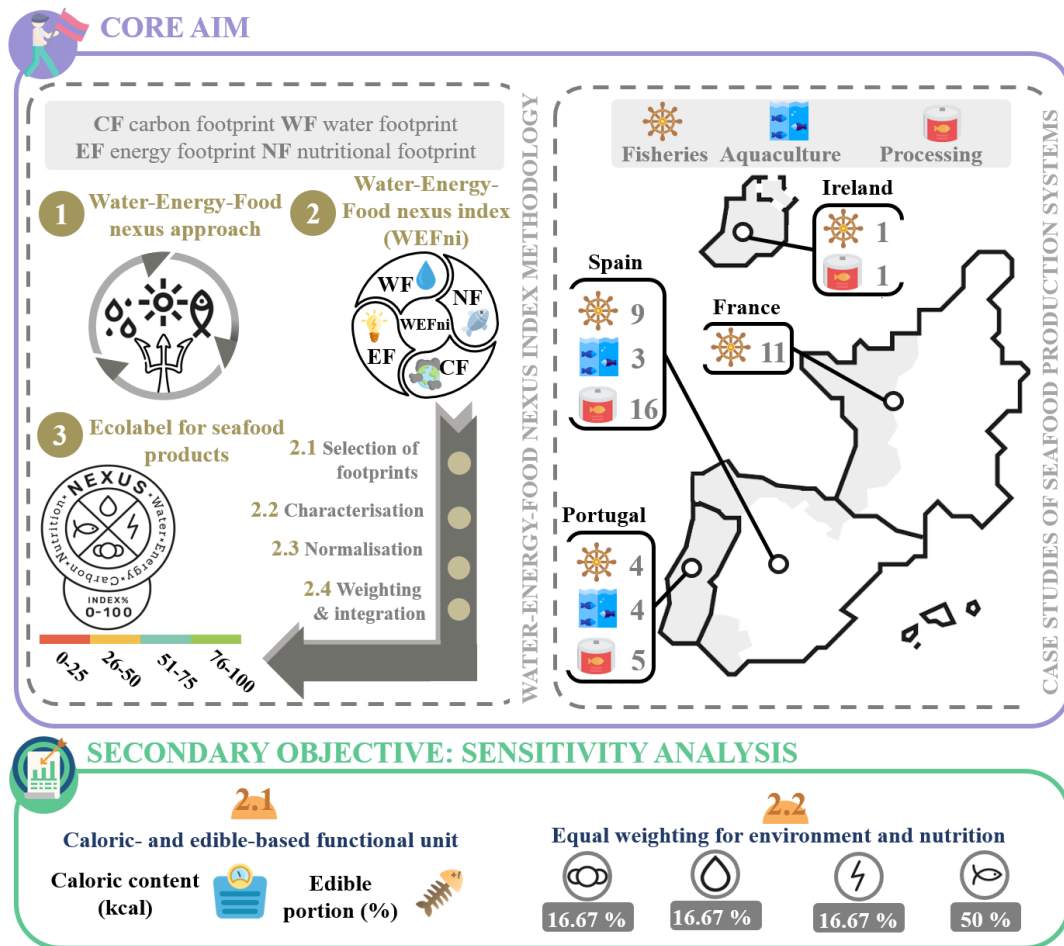 CORE AIM
CF carbon footprint WF water footprint
EF energy footprint NF nutritional footprint
1
Water-Energy-Food
nexus approach
2
Water-Energy-
Food nexus index
(WEFni)
WF
NF
WEFni
EF
CF
3
Ecolabel for seafood
products
NEXUS
Water·Energy·Carbon·Nutrition
INDEX%
0-100
0-25
26-50
51-75
76-100
2.1 Selection of
footprints
2.2 Characterisation
2.3 Normalisation
2.4 Weighting
& integration
WATER-ENERGY-FOOD NEXUS INDEX METHODOLOGY
Fisheries Aquaculture Processing
Ireland
1
1
Spain
9
3
16
France
11
Portugal
4
4
5
CASE STUDIES OF SEAFOOD PRODUCTION SYSTEMS
SECONDARY OBJECTIVE: SENSITIVITY ANALYSIS
2.1
Caloric- and edible-based functional unit
Caloric content
(kcal)
Edible
portion (%)
2.2
Equal weighting for environment and nutrition
16.67 %
16.67 %
16.67 %
50 %